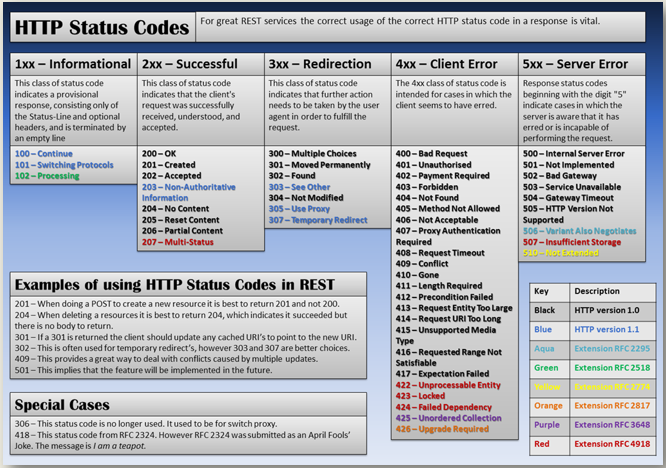 HTTP Status Codes
For great REST services the correct usage of the correct HTTP status code in a response is vital.
1xx – Informational
This class of status code
indicates a provisional
response, consisting only of
the Status-Line and optional
headers, and is terminated by
an empty line
100 – Continue
101 – Switching Protocols
102 – Processing
2xx – Successful
This class of status code
indicates that the client's
request was successfully
received, understood, and
accepted.
200 – OK
201 – Created
202 – Accepted
203 – Non-Authoritative
Information
204 – No Content
205 – Reset Content
206 – Partial Content
207 – Multi-Status
3xx – Redirection
This class of status code
indicates that further action
needs to be taken by the user
agent in order to fulfill the
request.
300 – Multiple Choices
301 – Moved Permanently
302 – Found
303 – See Other
304 – Not Modified
305 – Use Proxy
307 – Temporary Redirect
4xx – Client Error
The 4xx class of status code is
intended for cases in which the
client seems to have erred.
400 – Bad Request
401 – Unauthorised
402 – Payment Required
403 – Forbidden
404 – Not Found
405 – Method Not Allowed
406 – Not Acceptable
407 – Proxy Authentication
Required
408 – Request Timeout
409 – Conflict
410 – Gone
411 – Length Required
412 – Precondition Failed
413 – Request Entity Too Large
414 – Request URI Too Long
415 – Unsupported Media
Type
416 – Requested Range Not
Satisfiable
417 – Expectation Failed
422 – Unprocessable Entity
423 – Locked
424 – Failed Dependency
425 – Unordered Collection
426 – Upgrade Required
5xx – Server Error
Response status codes
beginning with the digit "5"
indicate cases in which the
server is aware that it has
erred or is incapable of
performing the request.
500 – Internal Server Error
501 – Not Implemented
502 – Bad Gateway
503 – Service Unavailable
504 – Gateway Timeout
505 – HTTP Version Not
Supported
506 – Variant Also Negotiates
507 – Insufficient Storage
510 – Not Extended
Examples of using HTTP Status Codes in REST
201 – When doing a POST to create a new resource it is best to return 201 and not 200.
204 – When deleting a resources it is best to return 204, which indicates it succeeded but
there is no body to return.
301 – If a 301 is returned the client should update any cached URI's to point to the new URI.
302 – This is often used for temporary redirect's, however 303 and 307 are better choices.
409 – This provides a great way to deal with conflicts caused by multiple updates.
501 – This implies that the feature will be implemented in the future.
Special Cases
306 – This status code is no longer used. It used to be for switch proxy.
418 – This status code from RFC 2324. However RFC 2324 was submitted as an April Fools'
Joke. The message is I am a teapot.
Key Description
Black HTTP version 1.0
Blue HTTP version 1.1
Aqua Extension RFC 2295
Green Extension RFC 2518
Yellow Extension RFC 2774
Orange Extension RFC 2817
Purple Extension RFC 3648
Red Extension RFC 4918